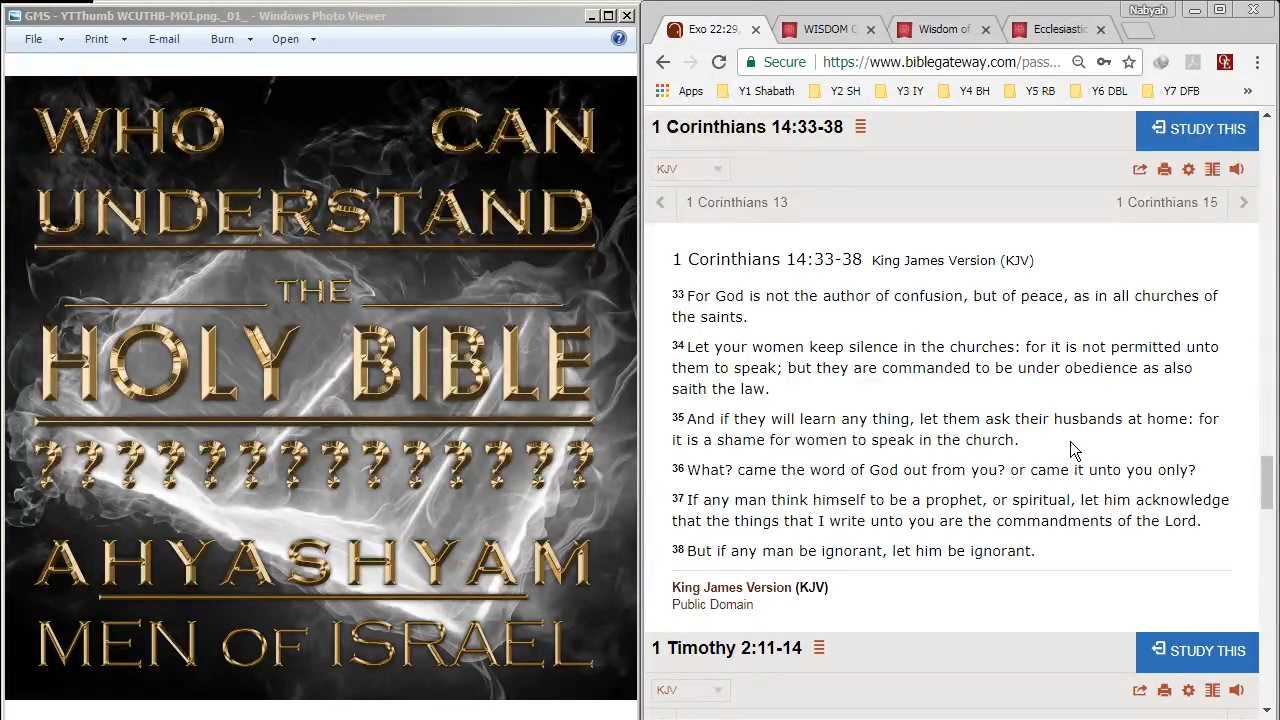 GMS - YTThumb WCUTHB-MOI.png._01_ - Windows Photo Viewer
File Print E-mail Burn Open
WHO CAN
UNDERSTAND
THE
HOLY BIBLE
?????????????
AHYASHYAM
MEN OF ISRAEL
Nabyah
Exo 22:29, WISDOM O Wisdom of Ecclesiastic
Secure https://www.biblegateway.com/pass...
Apps Y1 Shabath Y2 SH Y3 IY Y4 BH Y5 RB Y6 DBL Y7 DFB »
1 Corinthians 14:33-38 STUDY THIS
KJV
1 Corinthians 13 1 Corinthians 15
1 Corinthians 14:33-38 King James Version (KJV)
33 For God is not the author of confusion, but of peace, as in all churches of
the saints.
34 Let your women keep silence in the churches: for it is not permitted unto
them to speak; but they are commanded to be under obedience as also
saith the law.
35 And if they will learn any thing, let them ask their husbands at home: for
it is a shame for women to speak in the church.
36 What? came the word of God out from you? or came it unto you only?
37 If any man think himself to be a prophet, or spiritual, let him acknowledge
that the things that I write unto you are the commandments of the Lord.
38 But if any man be ignorant, let him be ignorant.
King James Version (KJV)
Public Domain
1 Timothy 2:11-14 STUDY THIS
KJV